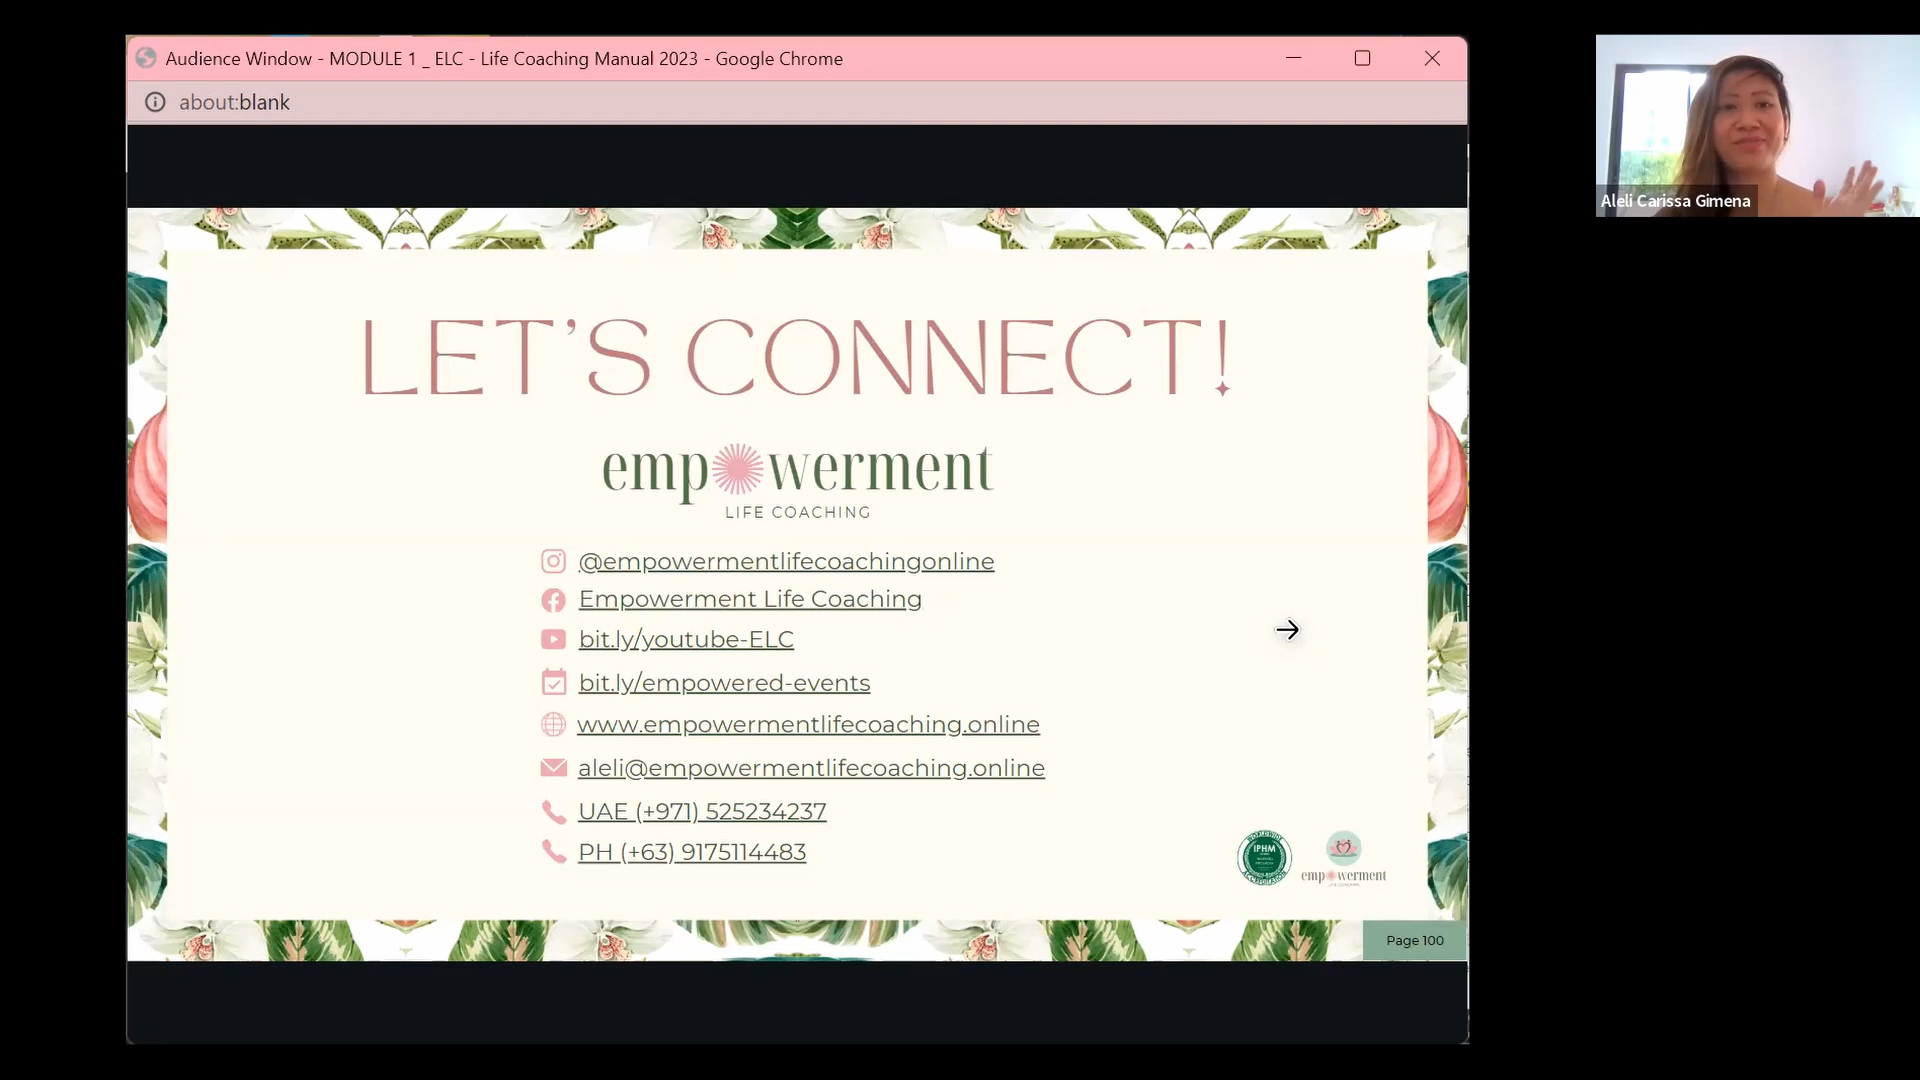 Audience Window - MODULE 1 _ ELC - Life Coaching Manual 2023 - Google Chrome
about:blank
Aleli Carissa Gimena
LET'S CONNECT!
empowerment
LIFE COACHING
@empowermentlifecoachingonline
Empowerment Life Coaching
bit.ly/youtube-ELC
bit.ly/empowered-events
www.empowermentlifecoaching.online
aleli@empowermentlifecoaching.online
UAE (+971) 525234237
PH (+63) 9175114483
IPHM
empowerment
LIFE COACHING
Page 100